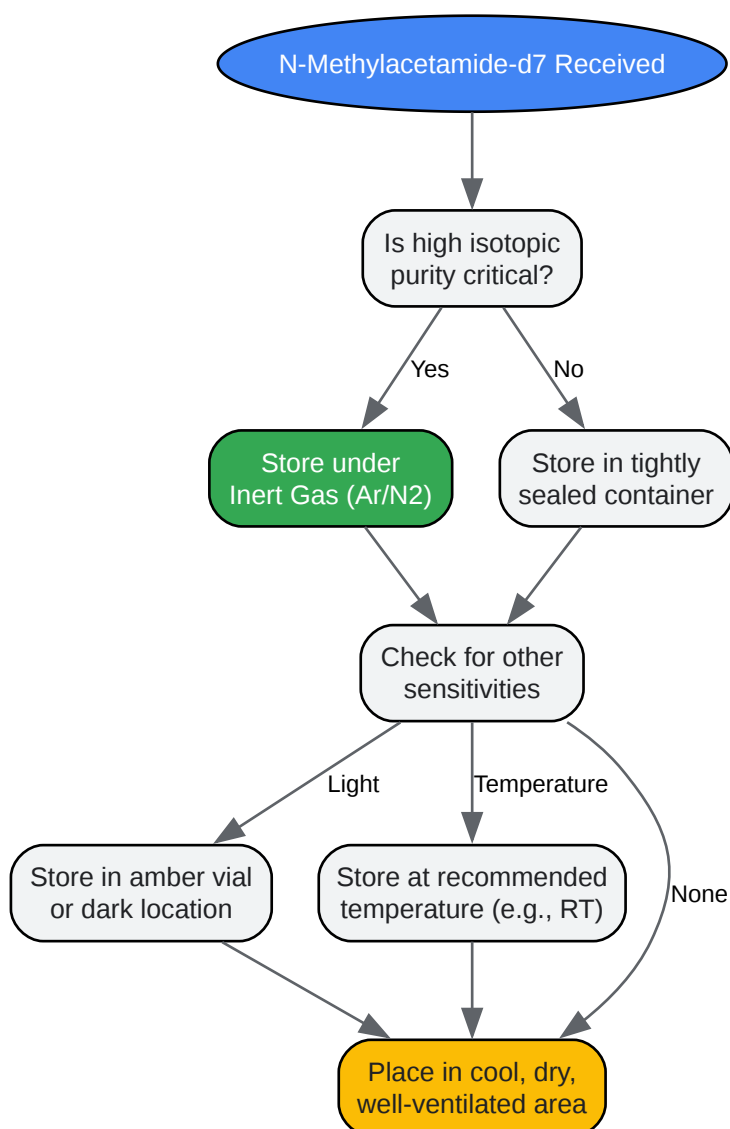 N-Methylacetamide-d7 Received
Is high isotopic
purity critical?
Yes
No
Store under
Inert Gas (Ar/N2)
Store in tightly
sealed container
Check for other
sensitivities
Light
Temperature
None
Store in amber vial
or dark location
Store at recommended
temperature (e.g., RT)
Place in cool, dry,
well-ventilated area